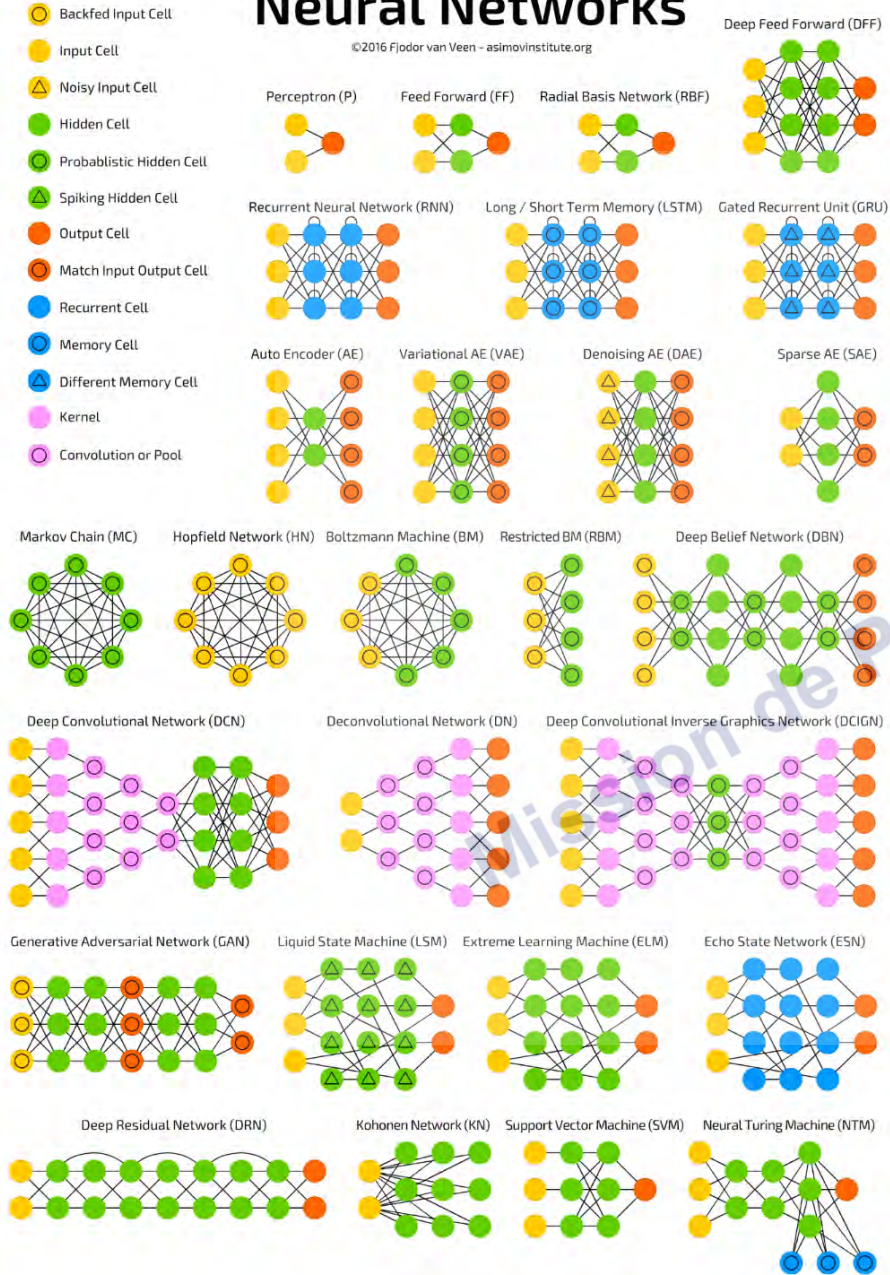 Neural Networks
©2016 Fjodor van Veen - asimovinstitute.org
Backfed Input Cell
Input Cell
Noisy Input Cell
Hidden Cell
Probablistic Hidden Cell
Spiking Hidden Cell
Output Cell
Match Input Output Cell
Recurrent Cell
Memory Cell
Different Memory Cell
Kernel
Convolution or Pool
Deep Feed Forward (DFF)
Perceptron (P) Feed Forward (FF) Radial Basis Network (RBF)
Recurrent Neural Network (RNN) Long / Short Term Memory (LSTM) Gated Recurrent Unit (GRU)
Auto Encoder (AE) Variational AE (VAE) Denoising AE (DAE) Sparse AE (SAE)
Markov Chain (MC) Hopfield Network (HN) Boltzmann Machine (BM) Restricted BM (RBM) Deep Belief Network (DBN)
Deep Convolutional Network (DCN) Deconvolutional Network (DN) Deep Convolutional Inverse Graphics Network (DCIGN)
Generative Adversarial Network (GAN) Liquid State Machine (LSM) Extreme Learning Machine (ELM) Echo State Network (ESN)
Deep Residual Network (DRN) Kohonen Network (KN) Support Vector Machine (SVM) Neural Turing Machine (NTM)
Mission de P